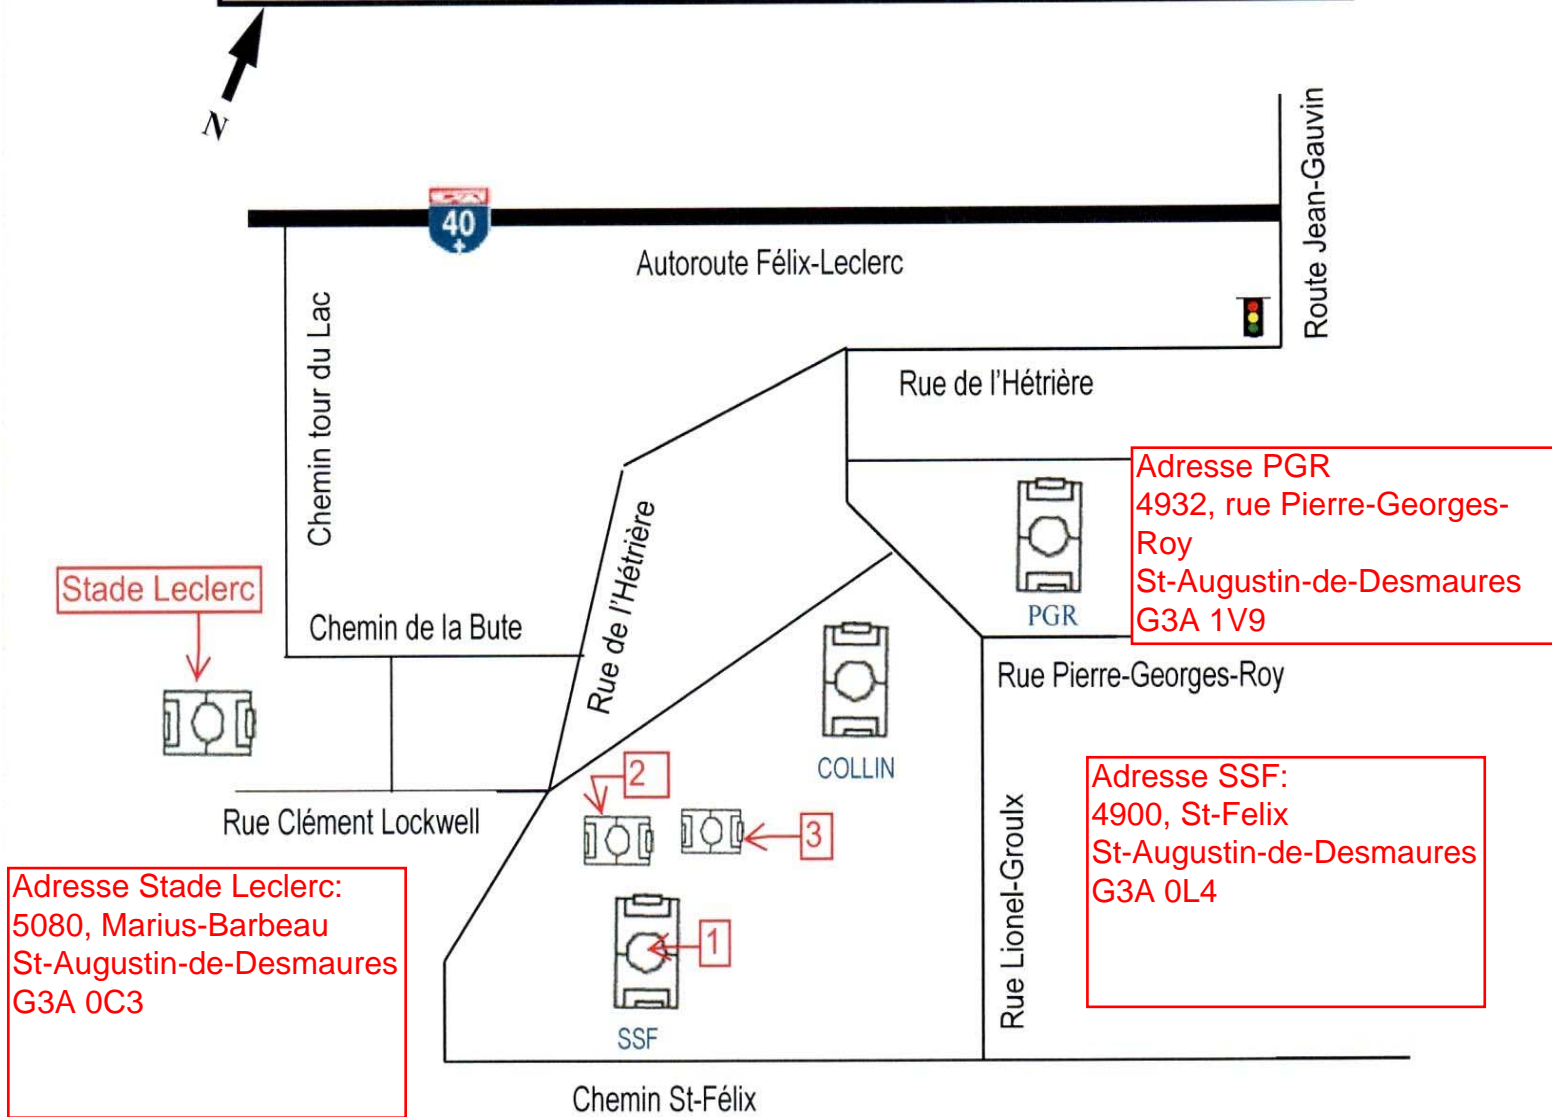 N
40
Autoroute Félix-Leclerc
Route Jean-Gauvin
Chemin tour du Lac
Rue de l'Hétrière
Rue de l'Hétrière
Adresse PGR
4932, rue Pierre-Georges-
Roy
St-Augustin-de-Desmaures
G3A 1V9
PGR
Stade Leclerc
Chemin de la Bute
Rue Pierre-Georges-Roy
COLLIN
2
3
Rue Clément Lockwell
Adresse SSF:
4900, St-Felix
St-Augustin-de-Desmaures
G3A 0L4
Rue Lionel-Groulx
Adresse Stade Leclerc:
5080, Marius-Barbeau
St-Augustin-de-Desmaures
G3A 0C3
1
SSF
Chemin St-Félix